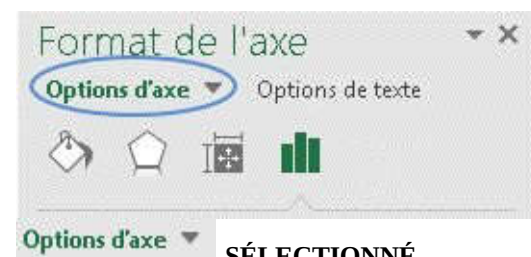 Format de l'axe
Options d'axe Options de texte
Options d'axe SÉLECTIONNÉ